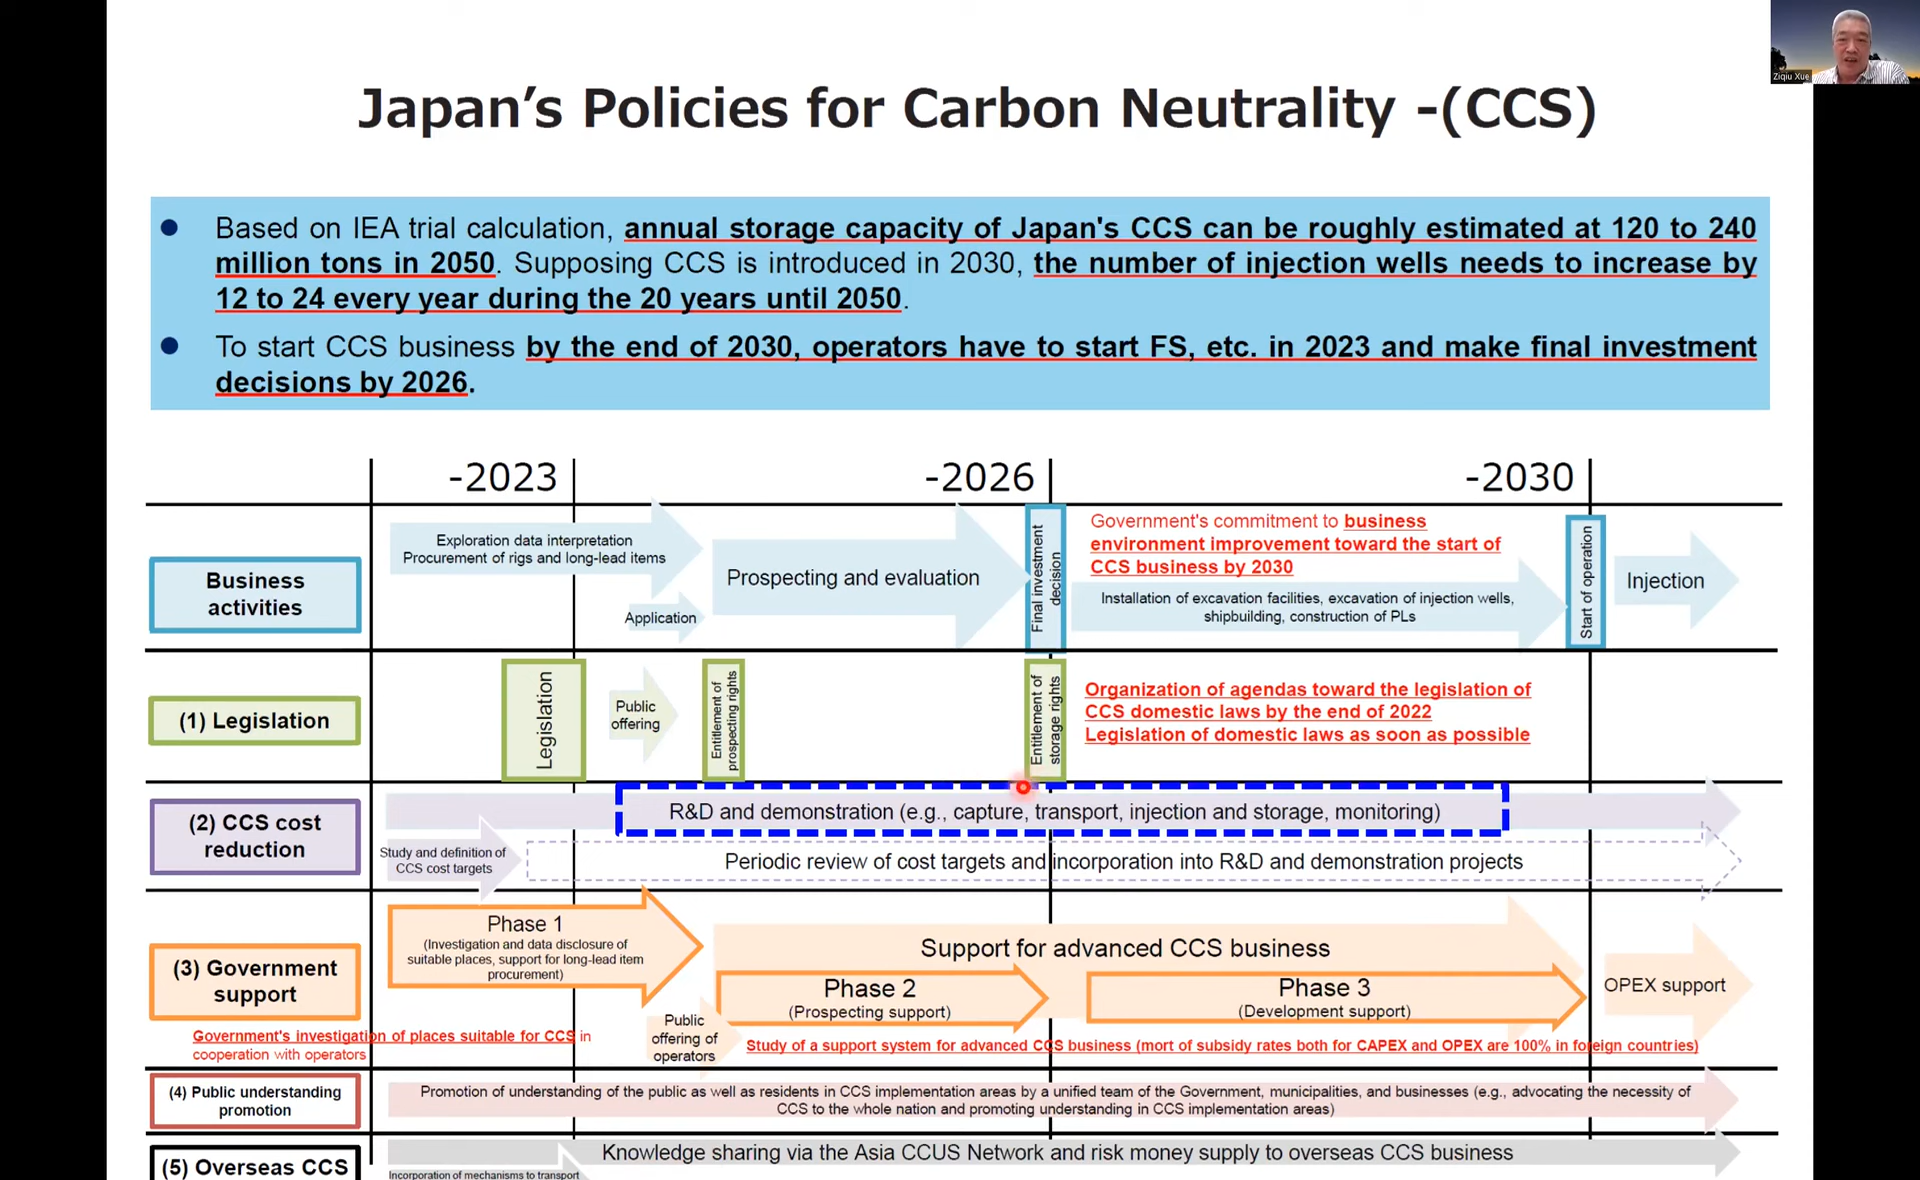 Ziqiu Xue
Japan’s Policies for Carbon Neutrality -(CCS)
Based on IEA trial calculation, annual storage capacity of Japan's CCS can be roughly estimated at 120 to 240
million tons in 2050. Supposing CCS is introduced in 2030, the number of injection wells needs to increase by
12 to 24 every year during the 20 years until 2050.
To start CCS business by the end of 2030, operators have to start FS, etc. in 2023 and make final investment
decisions by 2026.
-2023
-2026
-2030
Business
activities
Exploration data interpretation
Procurement of rigs and long-lead items
Application
Prospecting and evaluation
Final investment
decision
Government's commitment to business
environment improvement toward the start of
CCS business by 2030
Installation of excavation facilities, excavation of injection wells,
shipbuilding, construction of PLs
Start of operation
Injection
(1) Legislation
Legislation
Public
offering
Entitlement of
prospecting rights
Entitlement of
storage rights
Organization of agendas toward the legislation of
CCS domestic laws by the end of 2022
Legislation of domestic laws as soon as possible
(2) CCS cost
reduction
R&D and demonstration (e.g., capture, transport, injection and storage, monitoring)
Study and definition of
CCS cost targets
Periodic review of cost targets and incorporation into R&D and demonstration projects
(3) Government
support
Phase 1
(Investigation and data disclosure of
suitable places, support for long-lead item
procurement)
Support for advanced CCS business
Phase 2
(Prospecting support)
Phase 3
(Development support)
OPEX support
Government's investigation of places suitable for CCS in
cooperation with operators
Public
offering of
operators
Study of a support system for advanced CCS business (mort of subsidy rates both for CAPEX and OPEX are 100% in foreign countries)
(4) Public understanding
promotion
Promotion of understanding of the public as well as residents in CCS implementation areas by a unified team of the Government, municipalities, and businesses (e.g., advocating the necessity of
CCS to the whole nation and promoting understanding in CCS implementation areas)
(5) Overseas CCS
Knowledge sharing via the Asia CCUS Network and risk money supply to overseas CCS business
Incorporation of mechanisms to transport